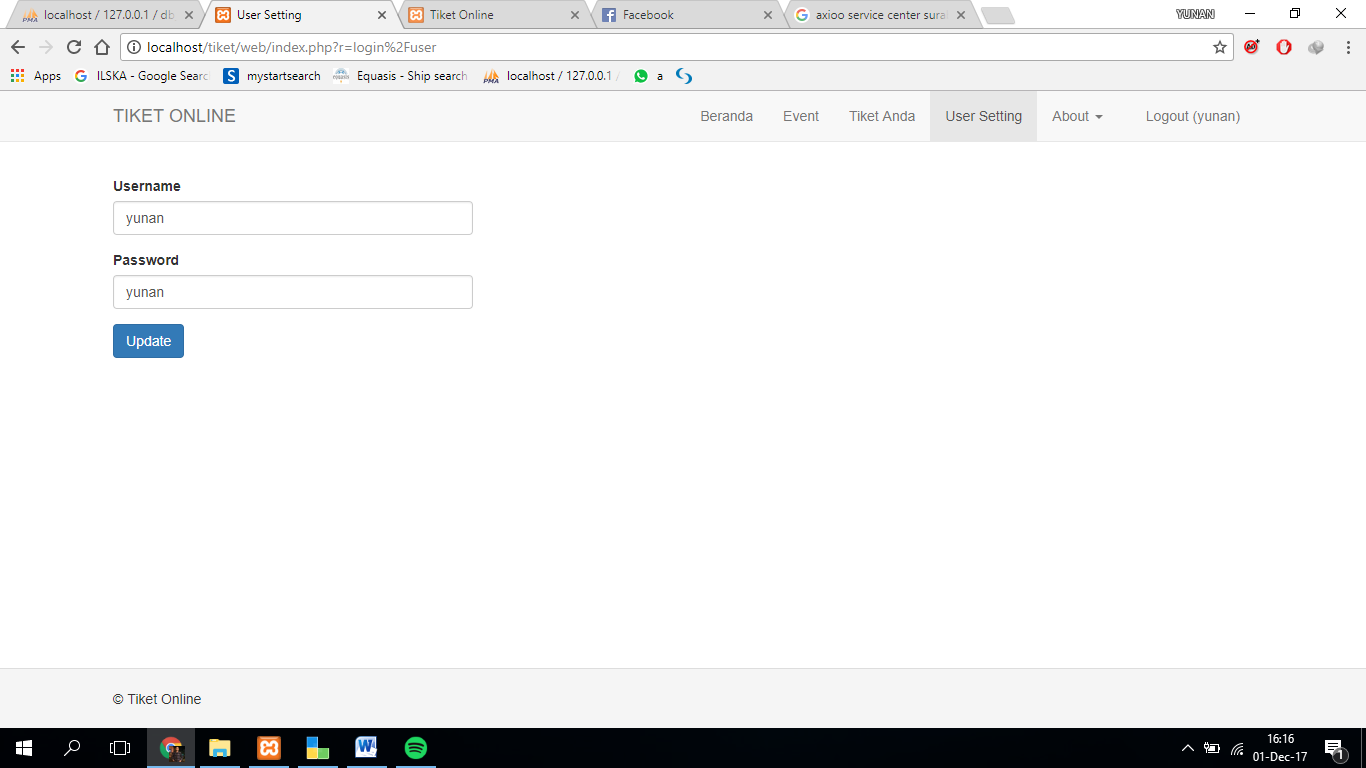 localhost / 127.0.0.1 / db
User Setting
Tiket Online
Facebook
axioo service center sura
YUNAN
localhost/tiket/web/index.php?r=login%2Fuser
Apps
ILSKA - Google Searc
mystartsearch
Equasis - Ship search
localhost / 127.0.0.1 /
a
TIKET ONLINE
Beranda
Event
Tiket Anda
User Setting
About
Logout (yunan)
Username
yunan
Password
yunan
Update
© Tiket Online
16:16
01-Dec-17
1